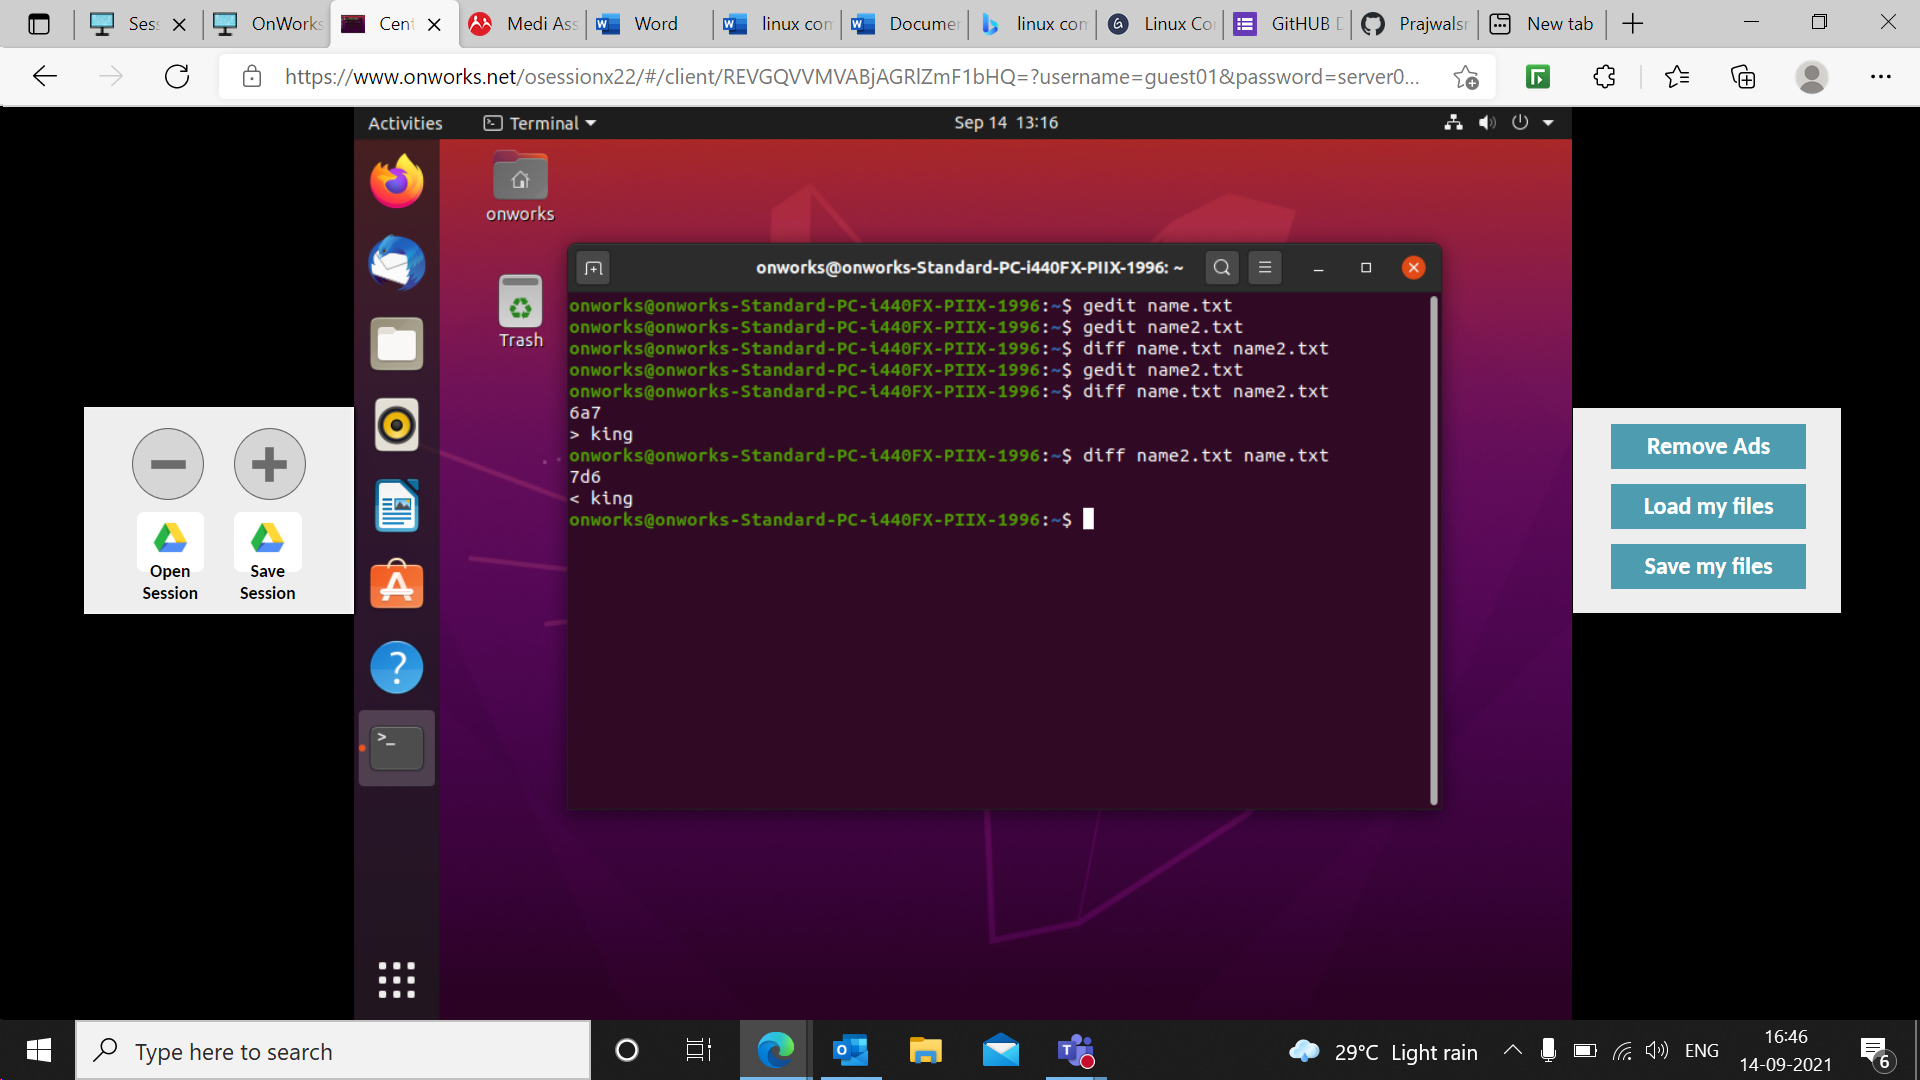 Ses
OnWorks
Cent
Medi Ass
Word
linux con
Documen
linux con
Linux Co
GitHUB D
Prajwalsr
New tab
https://www.onworks.net/osessionx22/#/client/REVGQVVMVABjAGRlZmF1bHQ=?username=guest01&password=server0...
Activities
Terminal
Sep 14 13:16
onworks
Trash
onworks@onworks-Standard-PC-i440FX-PIIX-1996: ~
onworks@onworks-Standard-PC-i440FX-PIIX-1996:~$ gedit name.txt
onworks@onworks-Standard-PC-i440FX-PIIX-1996:~$ gedit name2.txt
onworks@onworks-Standard-PC-i440FX-PIIX-1996:~$ diff name.txt name2.txt
onworks@onworks-Standard-PC-i440FX-PIIX-1996:~$ gedit name2.txt
onworks@onworks-Standard-PC-i440FX-PIIX-1996:~$ diff name.txt name2.txt
6a7
> king
onworks@onworks-Standard-PC-i440FX-PIIX-1996:~$ diff name2.txt name.txt
7d6
< king
onworks@onworks-Standard-PC-i440FX-PIIX-1996:~$
Open
Session
Save
Session
Remove Ads
Load my files
Save my files
Type here to search
29°C Light rain
ENG
16:46
14-09-2021
6